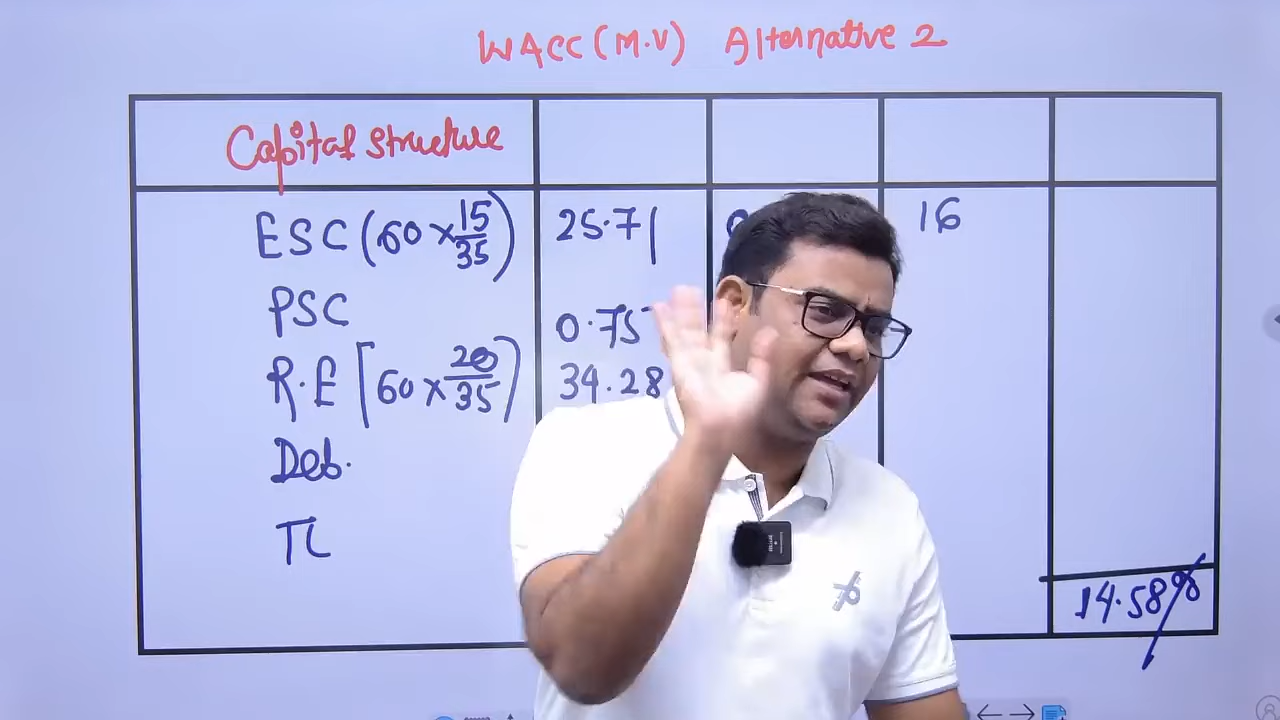 WACC (M.V) Alternative 2
Capital structure
ESC (60 × 15/35) 25.71 16
PSC 0.75
R.E [60 × 20/35) 34.28
Deb.
TL
14.58%